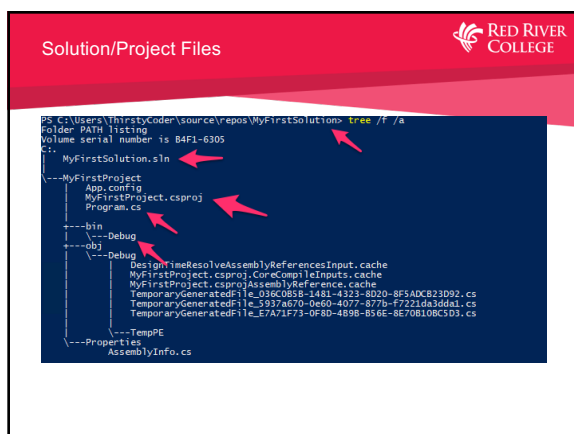 Solution/Project Files
RED RIVER
COLLEGE
PS C:\Users\ThirstyCoder\source\repos\MyFirstSolution> tree /f /a
Folder PATH listing
Volume serial number is B4F1-6305
C:.
|   MyFirstSolution.sln
|
\---MyFirstProject
    |   App.config
    |   MyFirstProject.csproj
    |   Program.cs
    |
    +---bin
    |   \---Debug
    +---obj
    |   \---Debug
    |       |   DesignTimeResolveAssemblyReferencesInput.cache
    |       |   MyFirstProject.csproj.CoreCompileInputs.cache
    |       |   MyFirstProject.csprojAssemblyReference.cache
    |       |   TemporaryGeneratedFile_036C0B5B-1481-4323-8D20-8F5ADCB23D92.cs
    |       |   TemporaryGeneratedFile_5937a670-0e60-4077-877b-f7221da3dda1.cs
    |       |   TemporaryGeneratedFile_E7A71F73-0F8D-4B9B-B56E-8E70B10BC5D3.cs
    |       |
    |       \---TempPE
    \---Properties
            AssemblyInfo.cs